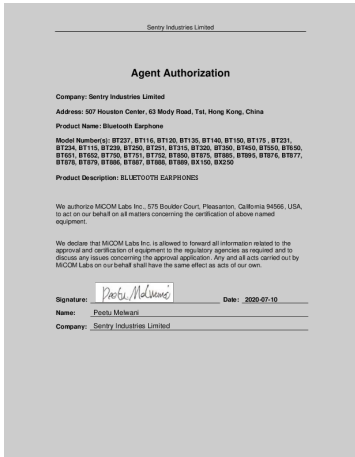 Sentry Industries Limited
Agent Authorization
Company: Sentry Industries Limited
Address: 507 Houston Center, 63 Mody Road, Tst, Hong Kong, China
Product Name: Bluetooth Earphone
Model Number(s): BT237, BT116, BT120, BT135, BT140, BT150, BT175 , BT231,
BT234, BT115, BT239, BT250, BT251, BT315, BT320, BT350, BT450, BT550, BT650,
BT651, BT652, BT750, BT751, BT752, BT850, BT875, BT885, BT895, BT876, BT877,
BT878, BT879, BT886, BT887, BT888, BT889, BX150, BX250
Product Description: BLUETOOTH EARPHONES
We authorize MiCOM Labs Inc., 575 Boulder Court, Pleasanton, California 94566, USA,
to act on our behalf on all matters concerning the certification of above named
equipment.
We declare that MiCOM Labs Inc. is allowed to forward all information related to the
approval and certification of equipment to the regulatory agencies as required and to
discuss any issues concerning the approval application. Any and all acts carried out by
MiCOM Labs on our behalf shall have the same effect as acts of our own.
Signature: Peetu Melwani Date: 2020-07-10
Name: Peetu Melwani
Company: Sentry Industries Limited